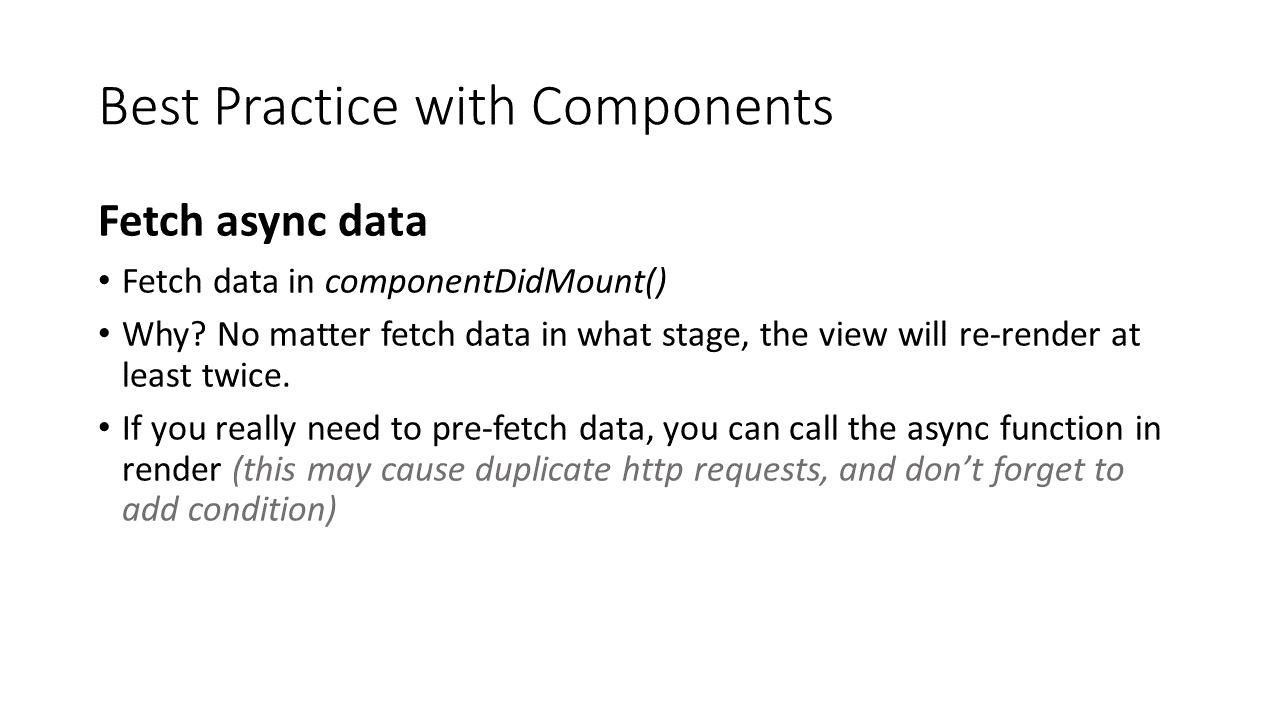 Best Practice with Components
Fetch async data
• Fetch data in componentDidMount()
• Why? No matter fetch data in what stage, the view will re-render at
least twice.
• If you really need to pre-fetch data, you can call the async function in
render (this may cause duplicate http requests, and don’t forget to
add condition)